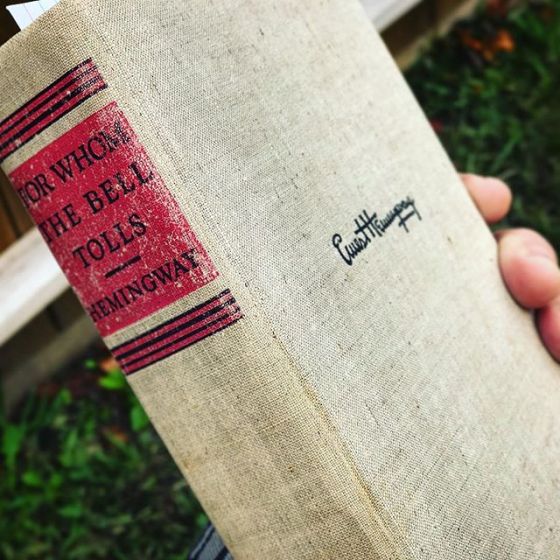 FOR WHOM
THE BELL
TOLLS
HEMINGWAY
Ernest Hemingway